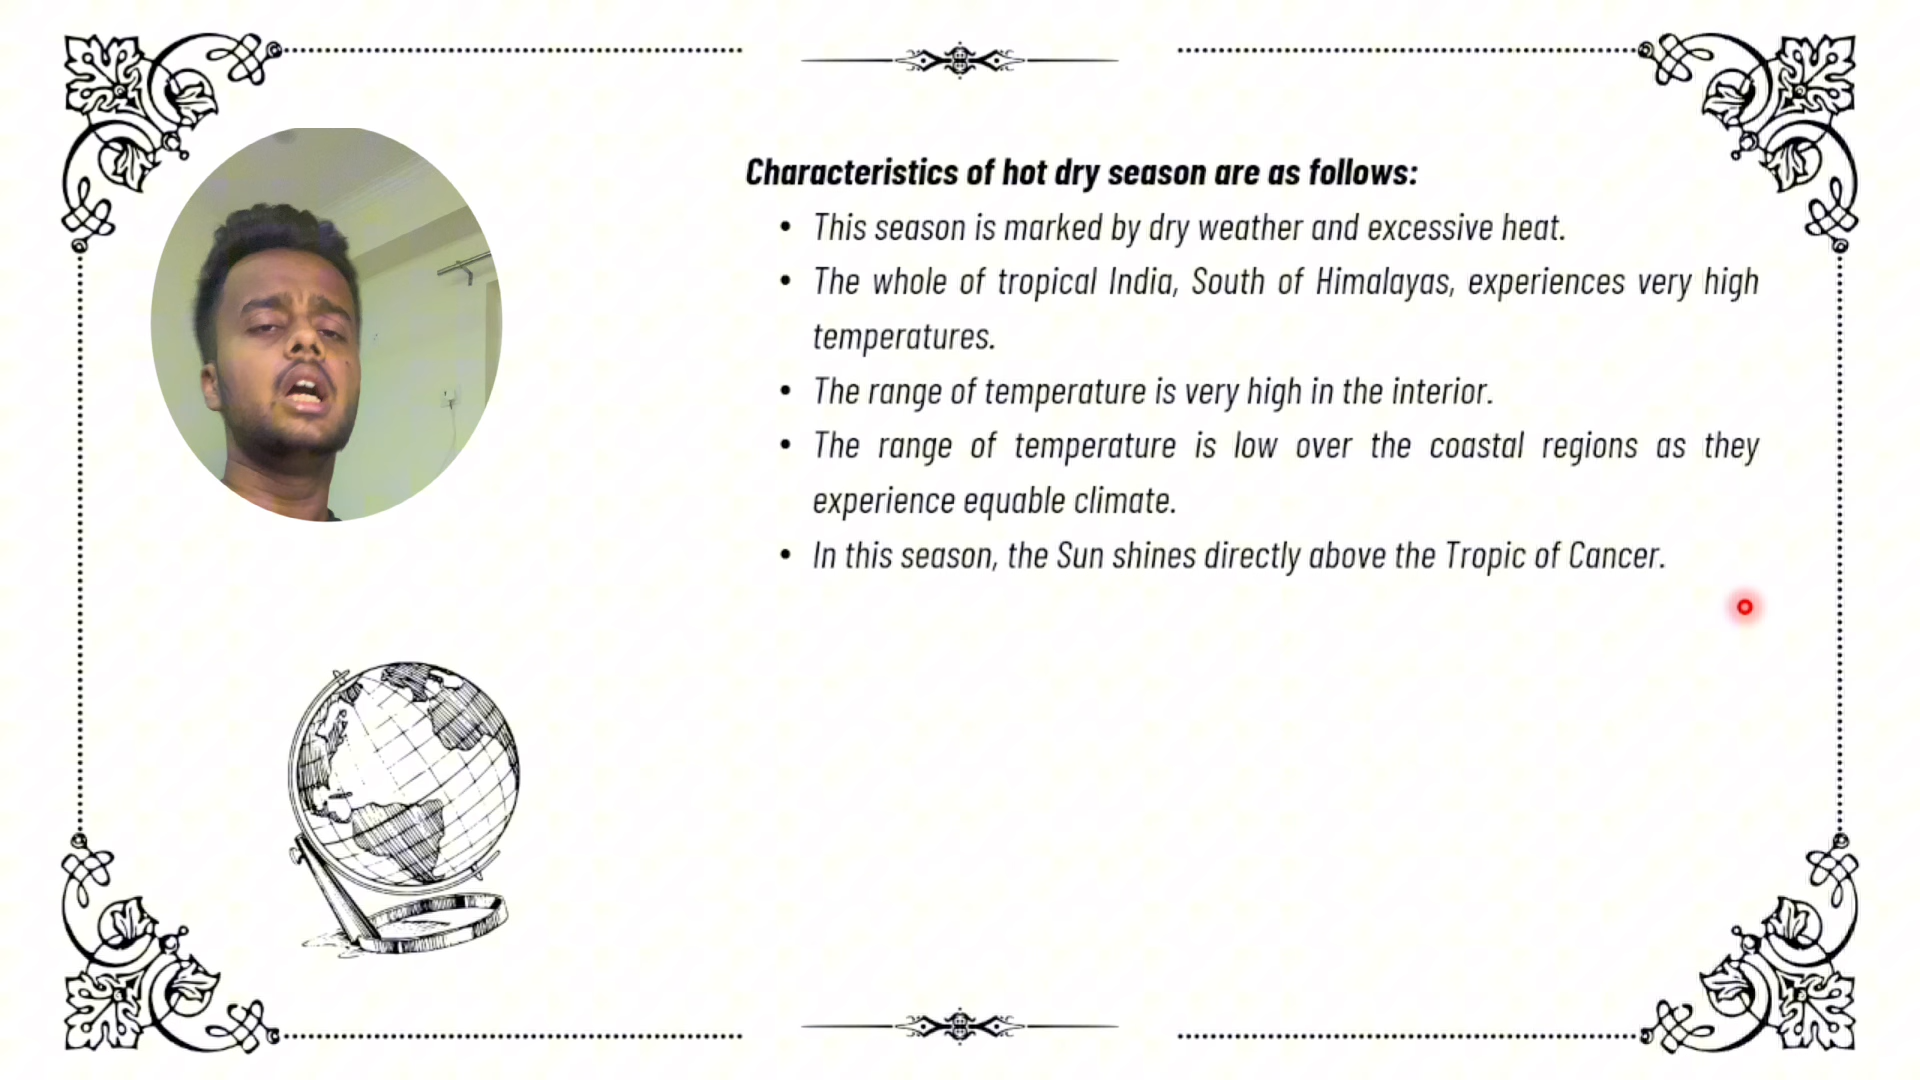 Characteristics of hot dry season are as follows:
• This season is marked by dry weather and excessive heat.
• The whole of tropical India, South of Himalayas, experiences very high
temperatures.
• The range of temperature is very high in the interior.
• The range of temperature is low over the coastal regions as they
experience equable climate.
• In this season, the Sun shines directly above the Tropic of Cancer.